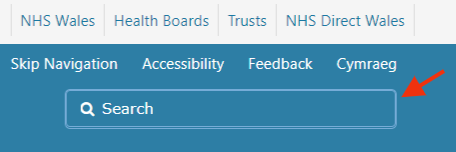 NHS Wales Health Boards Trusts NHS Direct Wales
Skip Navigation Accessibility Feedback Cymraeg
Search